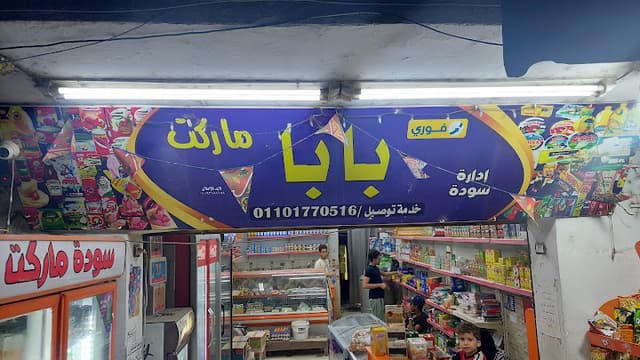 ماركت
بابا
فوري
إدارة
سودة
خدمة توصيل /01101770516
سودة ماركت